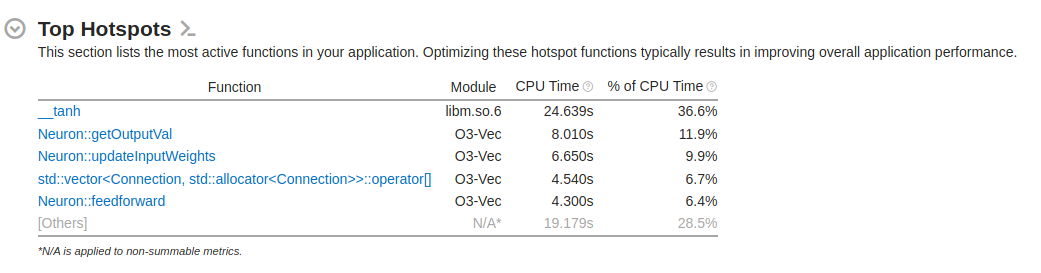 Top Hotspots
This section lists the most active functions in your application. Optimizing these hotspot functions typically results in improving overall application performance.
Function Module CPU Time % of CPU Time
__tanh libm.so.6 24.639s 36.6%
Neuron::getOutputVal O3-Vec 8.010s 11.9%
Neuron::updateInputWeights O3-Vec 6.650s 9.9%
std::vector<Connection, std::allocator<Connection>>::operator[] O3-Vec 4.540s 6.7%
Neuron::feedforward O3-Vec 4.300s 6.4%
[Others] N/A* 19.179s 28.5%
*N/A is applied to non-summable metrics.